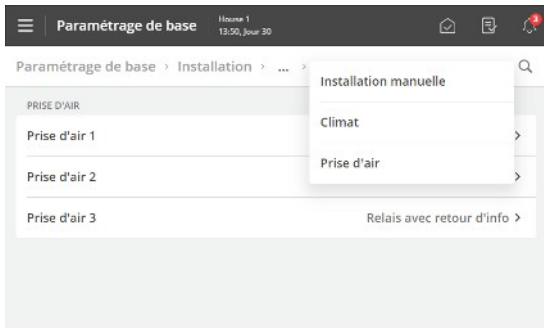 Paramétrage de base
House 1
13:50, Jour 30
3
Paramétrage de base > Installation > ... >
Installation manuelle
Climat
Prise d'air
PRISE D'AIR
Prise d'air 1 >
Prise d'air 2 >
Prise d'air 3 Relais avec retour d'info >